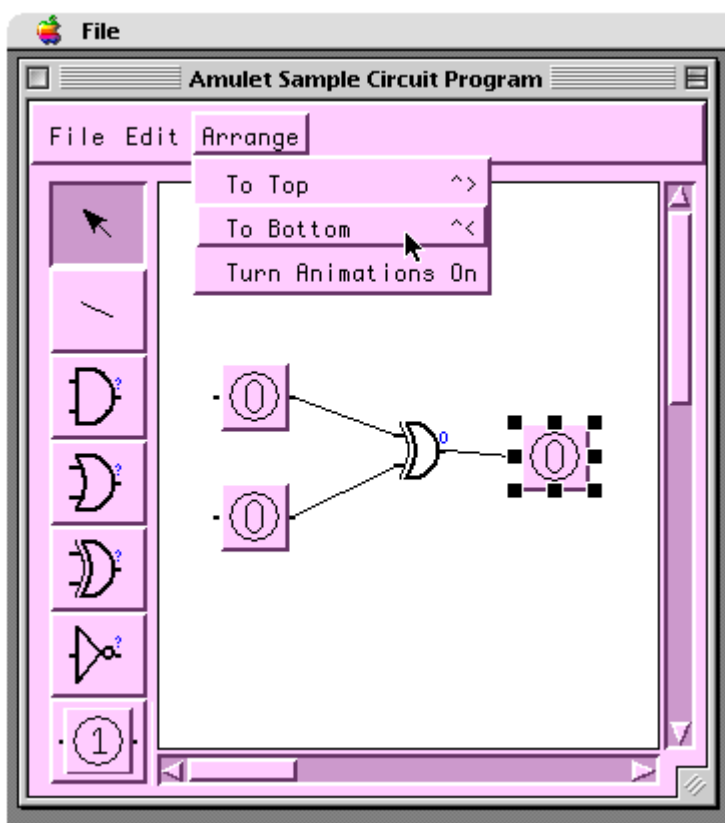 File
Amulet Sample Circuit Program
File Edit Arrange
To Top ^>
To Bottom ^<
Turn Animations On
?
0
0
?
0
0
?
0
?
?
1